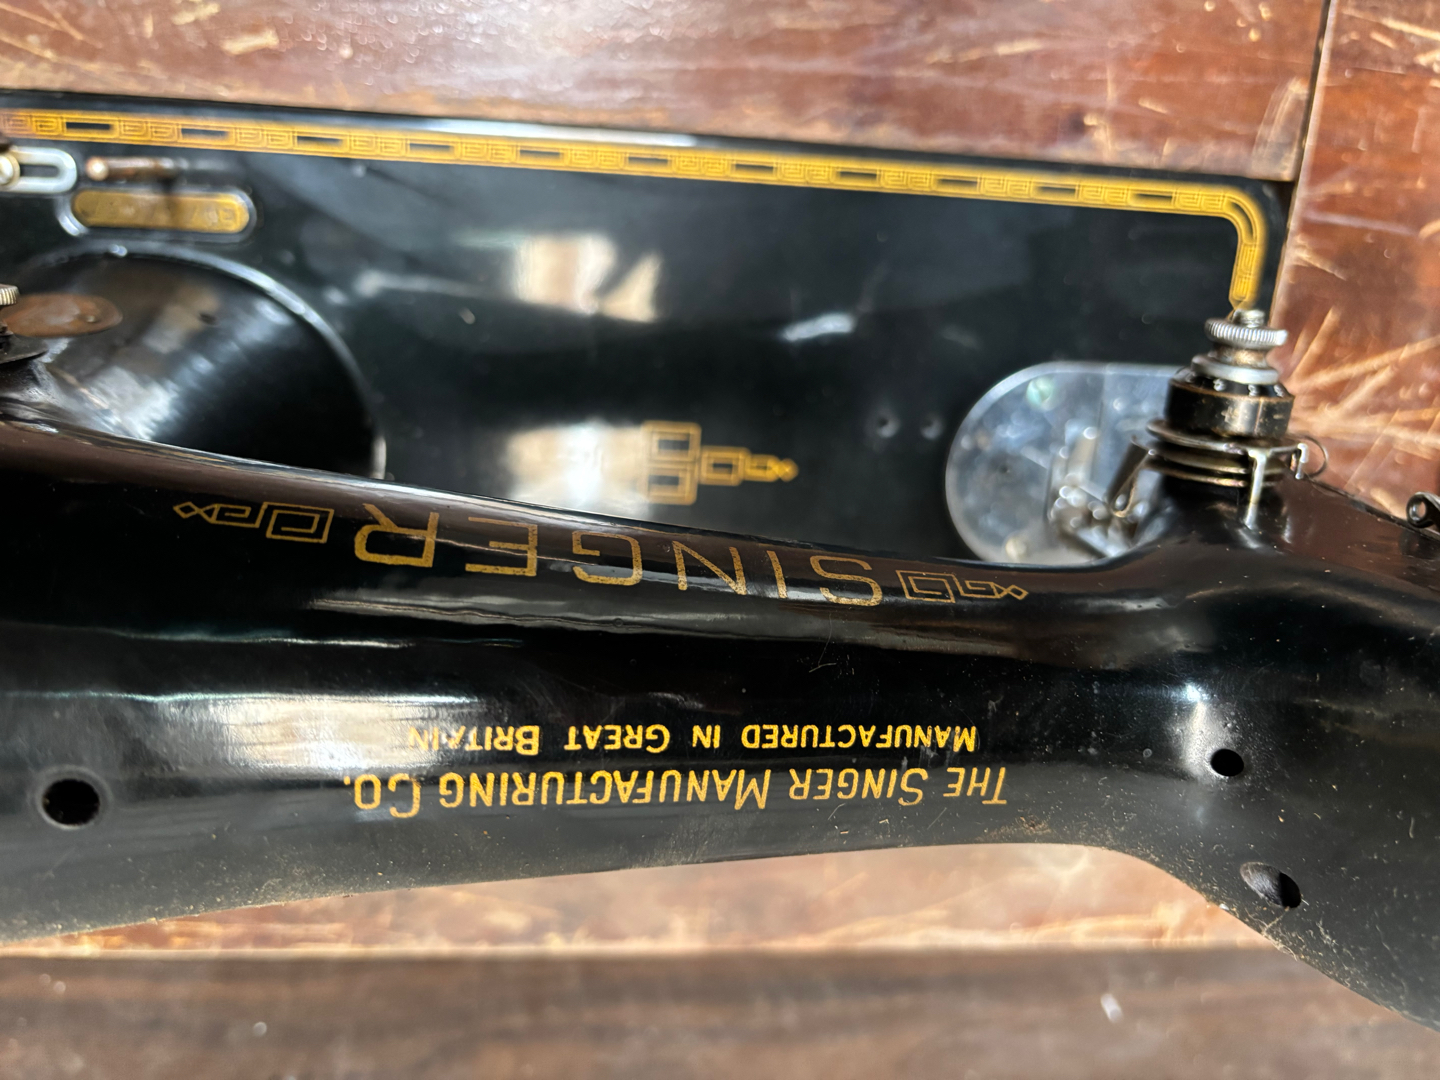 SINGER
THE SINGER MANUFACTURING CO.
MANUFACTURED IN GREAT BRITAIN